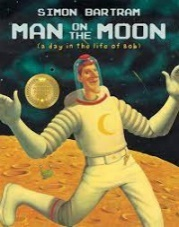 SIMON BARTRAM
MAN ON THE MOON
(a day in the life of Bob)